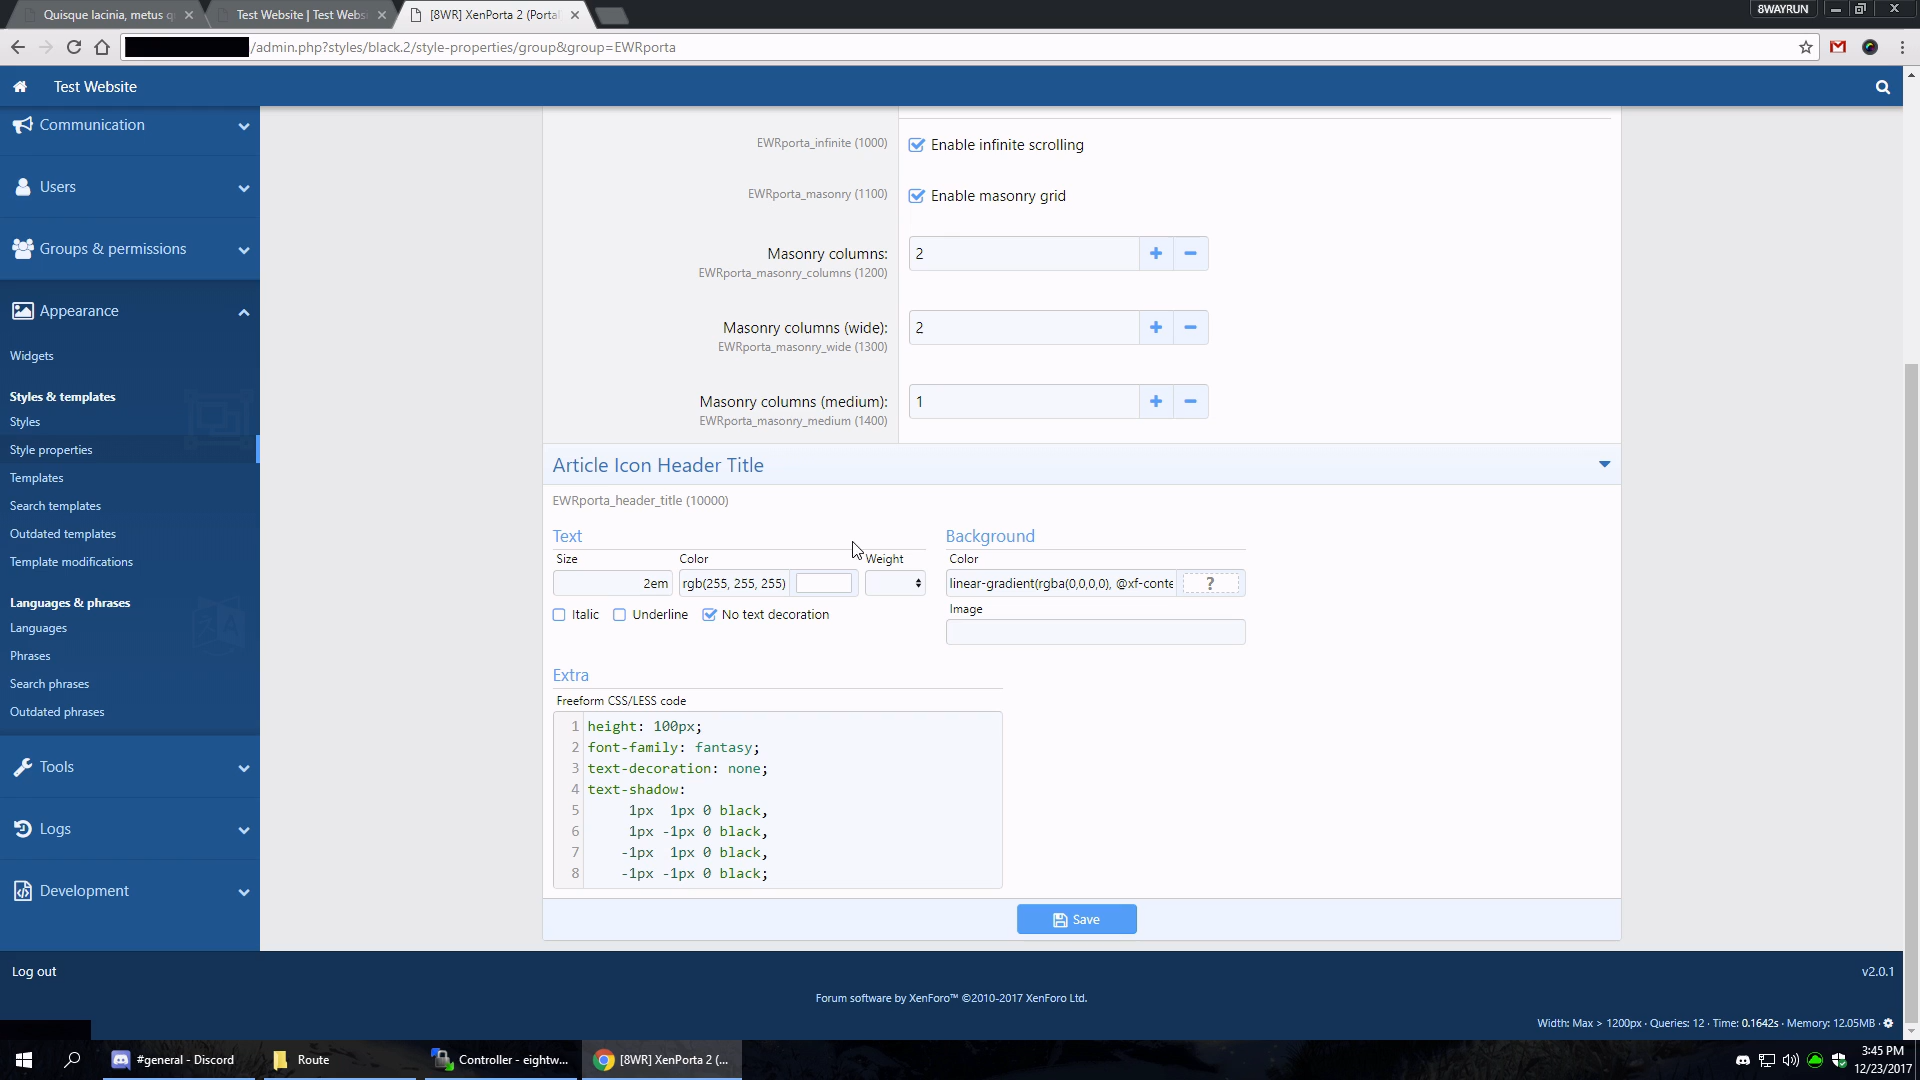 Quisque lacinia, metus q
Test Website | Test Webs
[8WR] XenPorta 2 (Portal
8WAYRUN
/admin.php?styles/black.2/style-properties/group&group=EWRporta
Test Website
Communication
Users
Groups & permissions
Appearance
Widgets
Styles & templates
Styles
Style properties
Templates
Search templates
Outdated templates
Template modifications
Languages & phrases
Languages
Phrases
Search phrases
Outdated phrases
Tools
Logs
Development
EWRporta_infinite (1000)
Enable infinite scrolling
EWRporta_masonry (1100)
Enable masonry grid
Masonry columns:
EWRporta_masonry_columns (1200)
2
Masonry columns (wide):
EWRporta_masonry_wide (1300)
2
Masonry columns (medium):
EWRporta_masonry_medium (1400)
1
Article Icon Header Title
EWRporta_header_title (10000)
Text
Size
Color
Weight
2em
rgb(255, 255, 255)
Italic
Underline
No text decoration
Background
Color
linear-gradient(rgba(0,0,0,0), @xf-conte
?
Image
Extra
Freeform CSS/LESS code
1 height: 100px;
2 font-family: fantasy;
3 text-decoration: none;
4 text-shadow:
5 1px 1px 0 black,
6 1px -1px 0 black,
7 -1px 1px 0 black,
8 -1px -1px 0 black;
Save
Log out
v2.0.1
Forum software by XenForo™ ©2010-2017 XenForo Ltd.
Width: Max > 1200px · Queries: 12 · Time: 0.1642s · Memory: 12.05MB ·
#general - Discord
Route
Controller - eightw...
[8WR] XenPorta 2 (...
3:45 PM
12/23/2017